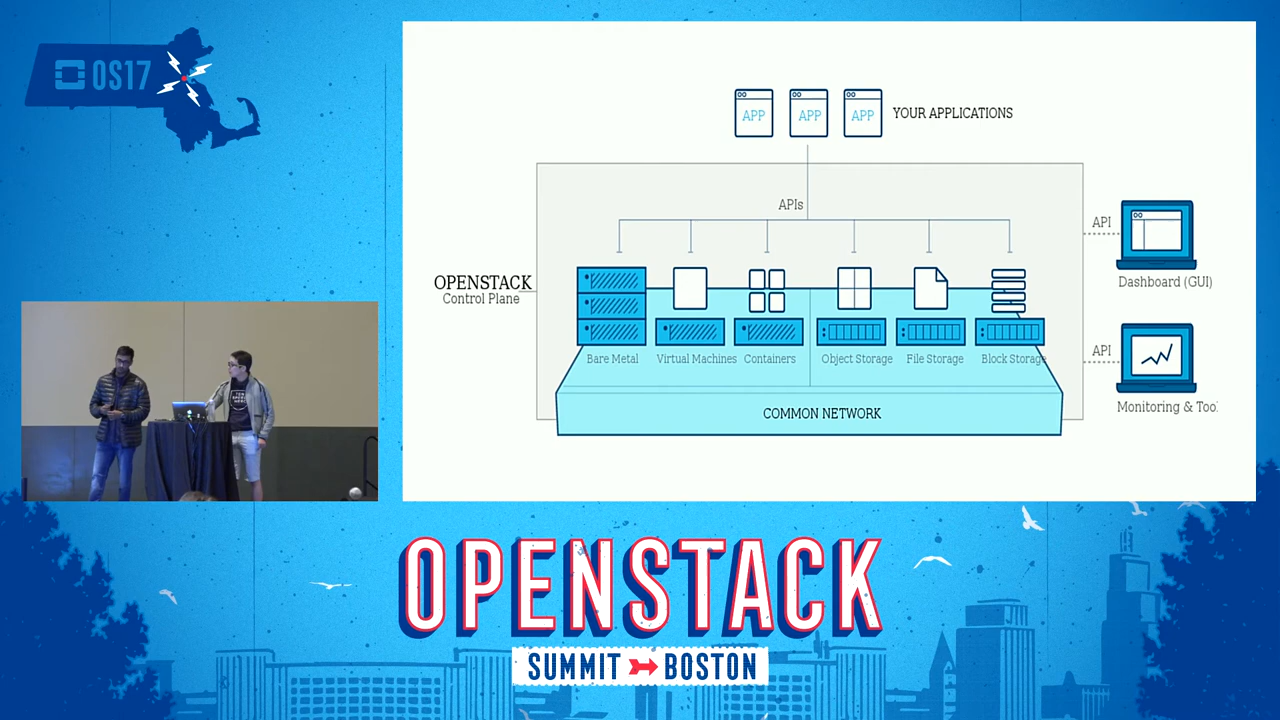 OS17
APP
APP
APP
YOUR APPLICATIONS
APIs
API
OPENSTACK
Control Plane
Dashboard (GUI)
Bare Metal
Virtual Machines
Containers
Object Storage
File Storage
Block Storage
API
COMMON NETWORK
Monitoring & Tool
OPENSTACK
SUMMIT
BOSTON